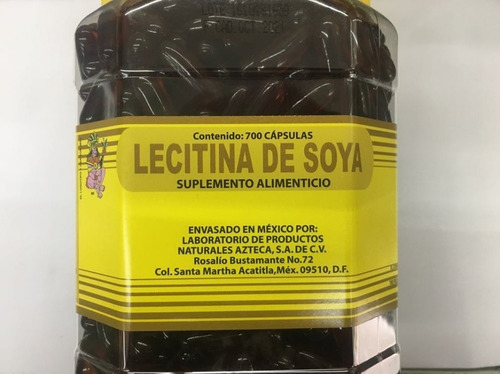 Contenido: 700 CÁPSULAS
LECITINA DE SOYA
SUPLEMENTO ALIMENTICIO
ENVASADO EN MÉXICO POR:
LABORATORIO DE PRODUCTOS
NATURALES AZTECA, S.A. DE C.V.
Rosalío Bustamante No.72
Col. Santa Martha Acatitla,Méx. 09510, D.F.